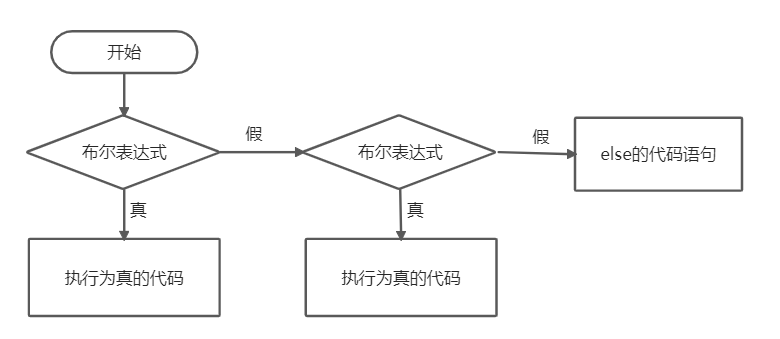 开始
布尔表达式
假
布尔表达式
假
else的代码语句
真
真
执行为真的代码
执行为真的代码